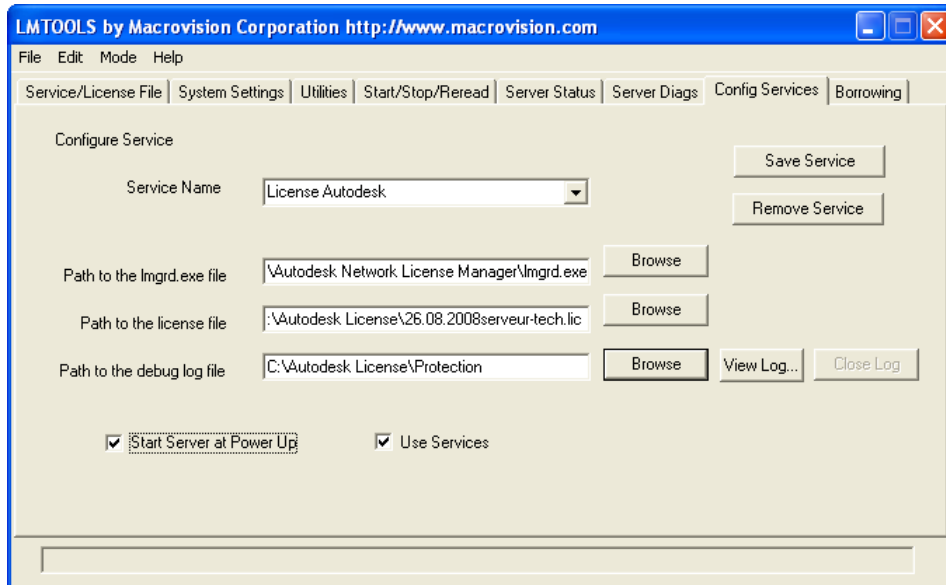 LMTOOLS by Macrovision Corporation http://www.macrovision.com
File Edit Mode Help
Service/License File System Settings Utilities Start/Stop/Reread Server Status Server Diags Config Services Borrowing
Configure Service
Save Service
Service Name License Autodesk
Remove Service
Path to the lmgrd.exe file \Autodesk Network License Manager\lmgrd.exe Browse
Path to the license file :\Autodesk License\26.08.2008serveur-tech.lic Browse
Path to the debug log file C:\Autodesk License\Protection Browse View Log... Close Log
Start Server at Power Up Use Services